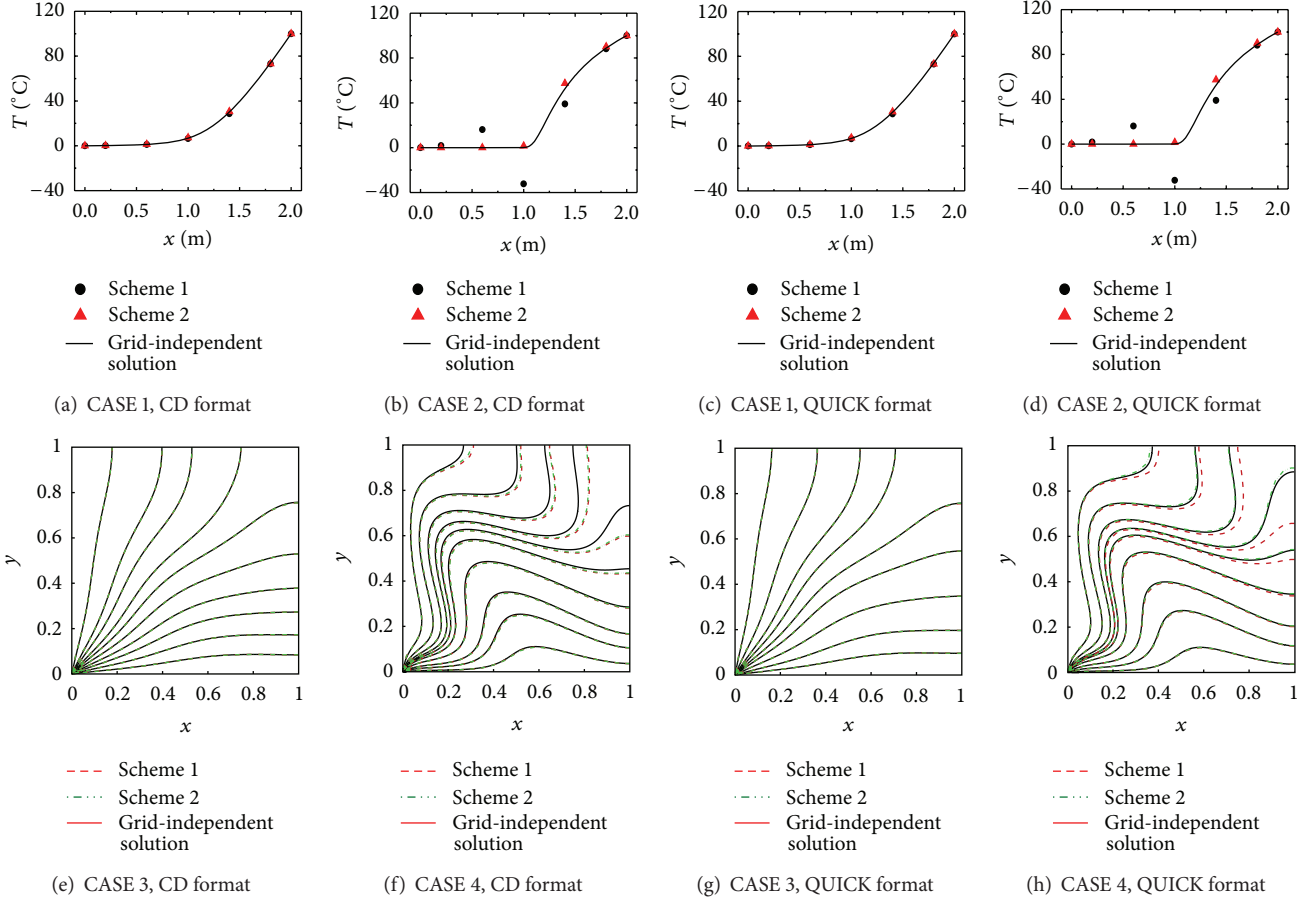 120
80
40
0
−40
T (°C)
0.0 0.5 1.0 1.5 2.0
x (m)
Scheme 1
Scheme 2
Grid-independent
solution
(a) CASE 1, CD format
120
80
40
0
−40
T (°C)
0.0 0.5 1.0 1.5 2.0
x (m)
Scheme 1
Scheme 2
Grid-independent
solution
(b) CASE 2, CD format
120
80
40
0
−40
T (°C)
0.0 0.5 1.0 1.5 2.0
x (m)
Scheme 1
Scheme 2
Grid-independent
solution
(c) CASE 1, QUICK format
120
80
40
0
−40
T (°C)
0.0 0.5 1.0 1.5 2.0
x (m)
Scheme 1
Scheme 2
Grid-independent
solution
(d) CASE 2, QUICK format
1
0.8
0.6
0.4
0.2
0
y
0 0.2 0.4 0.6 0.8 1
x
Scheme 1
Scheme 2
Grid-independent
solution
(e) CASE 3, CD format
1
0.8
0.6
0.4
0.2
0
y
0 0.2 0.4 0.6 0.8 1
x
Scheme 1
Scheme 2
Grid-independent
solution
(f) CASE 4, CD format
1
0.8
0.6
0.4
0.2
0
y
0 0.2 0.4 0.6 0.8 1
x
Scheme 1
Scheme 2
Grid-independent
solution
(g) CASE 3, QUICK format
1
0.8
0.6
0.4
0.2
0
y
0 0.2 0.4 0.6 0.8 1
x
Scheme 1
Scheme 2
Grid-independent
solution
(h) CASE 4, QUICK format